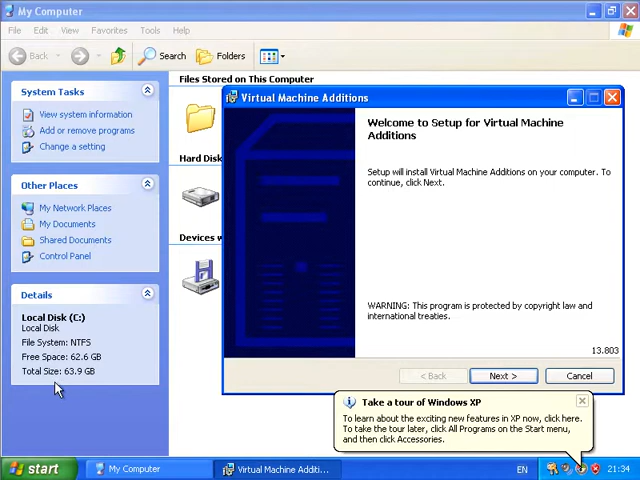 My Computer
File Edit View Favorites Tools Help
Back Search Folders
System Tasks
View system information
Add or remove programs
Change a setting
Other Places
My Network Places
My Documents
Shared Documents
Control Panel
Details
Local Disk (C:)
Local Disk
File System: NTFS
Free Space: 62.6 GB
Total Size: 63.9 GB
Files Stored on This Computer
Hard Disk
Devices w
Virtual Machine Additions
Welcome to Setup for Virtual Machine
Additions
Setup will install Virtual Machine Additions on your computer. To
continue, click Next.
WARNING: This program is protected by copyright law and
international treaties.
13.803
< Back Next > Cancel
Take a tour of Windows XP
To learn about the exciting new features in XP now, click here.
To take the tour later, click All Programs on the Start menu,
and then click Accessories.
start My Computer Virtual Machine Additi... EN 21:34